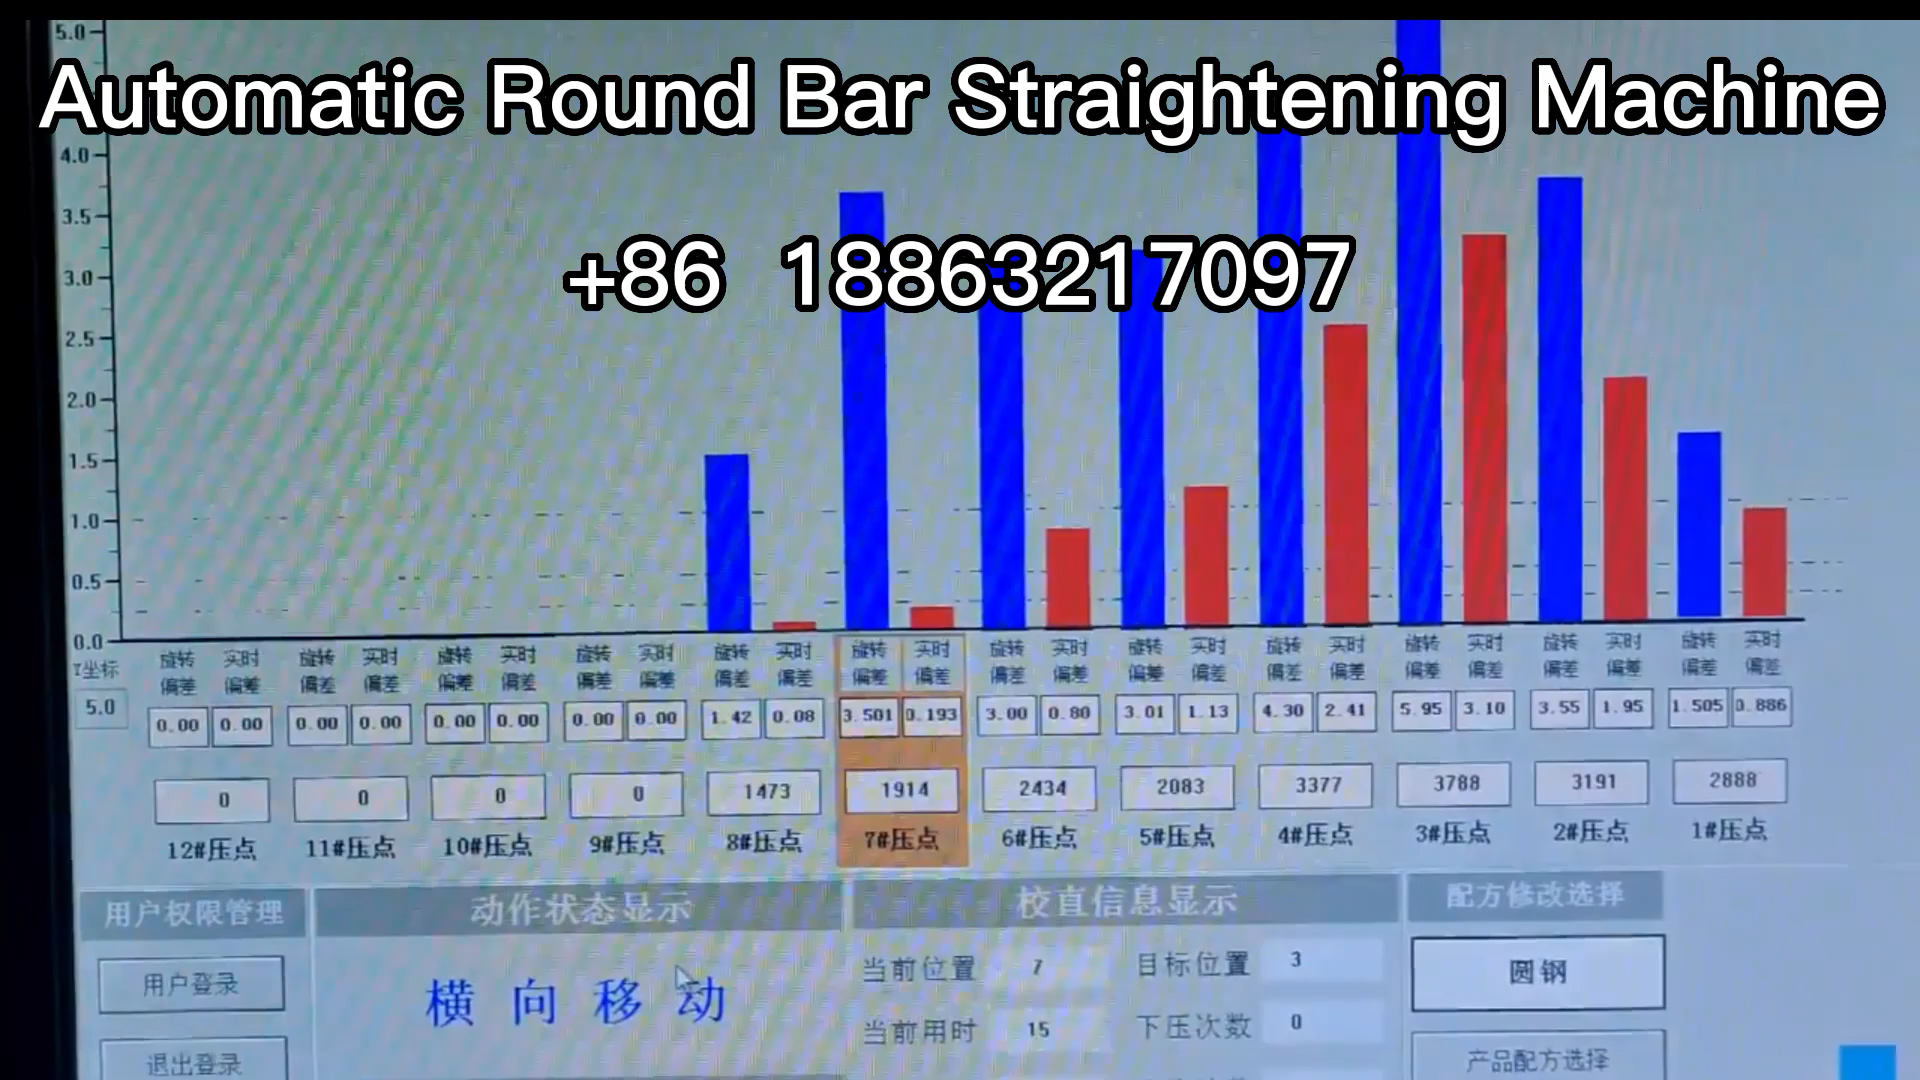 5.0
Automatic Round Bar Straightening Machine
4.0
3.5
+86 18863217097
3.0
2.5
2.0
1.5
1.0
0.5
0.0
旋转 实时 旋转 实时 旋转 实时 旋转 实时 旋转 实时 旋转 实时 旋转 实时 旋转 实时 旋转 实时 旋转 实时 旋转 实时 旋转 实时
Y坐标 偏差 偏差 偏差 偏差 偏差 偏差 偏差 偏差 偏差 偏差 偏差 偏差 偏差 偏差 偏差 偏差 偏差 偏差 偏差 偏差 偏差 偏差 偏差 偏差
5.0 0.00 0.00 0.00 0.00 0.00 0.00 0.00 0.00 1.42 0.08 3.501 0.193 3.00 0.80 3.01 1.13 4.30 2.41 5.95 3.10 3.55 1.95 1.505 0.886
0 0 0 0 1473 1914 2434 2083 3377 3788 3191 2888
12#压点 11#压点 10#压点 9#压点 8#压点 7#压点 6#压点 5#压点 4#压点 3#压点 2#压点 1#压点
用户权限管理 动作状态显示 校直信息显示 配方修改选择
用户登录 横向移动 当前位置 7 目标位置 3 圆钢
当前用时 15 下压次数 0
退出登录 产品配方选择